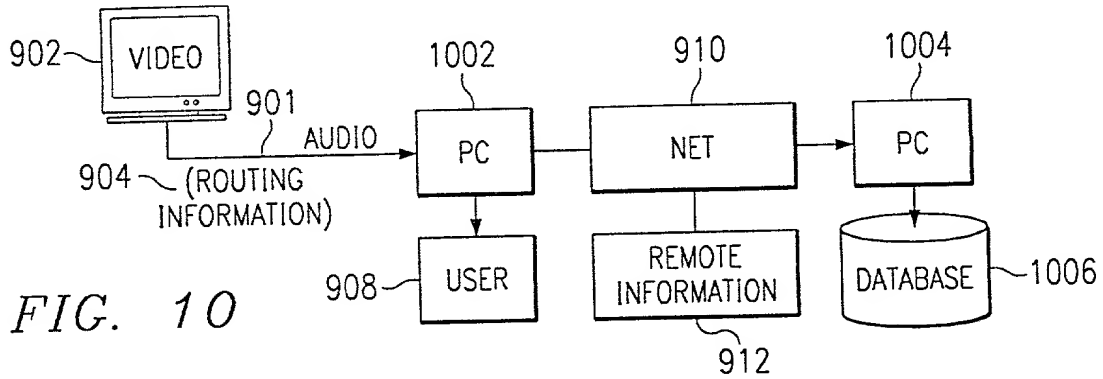 902
VIDEO
901
AUDIO
904
(ROUTING
INFORMATION)
1002
PC
910
NET
1004
PC
908
USER
REMOTE
INFORMATION
912
DATABASE
1006
FIG. 10